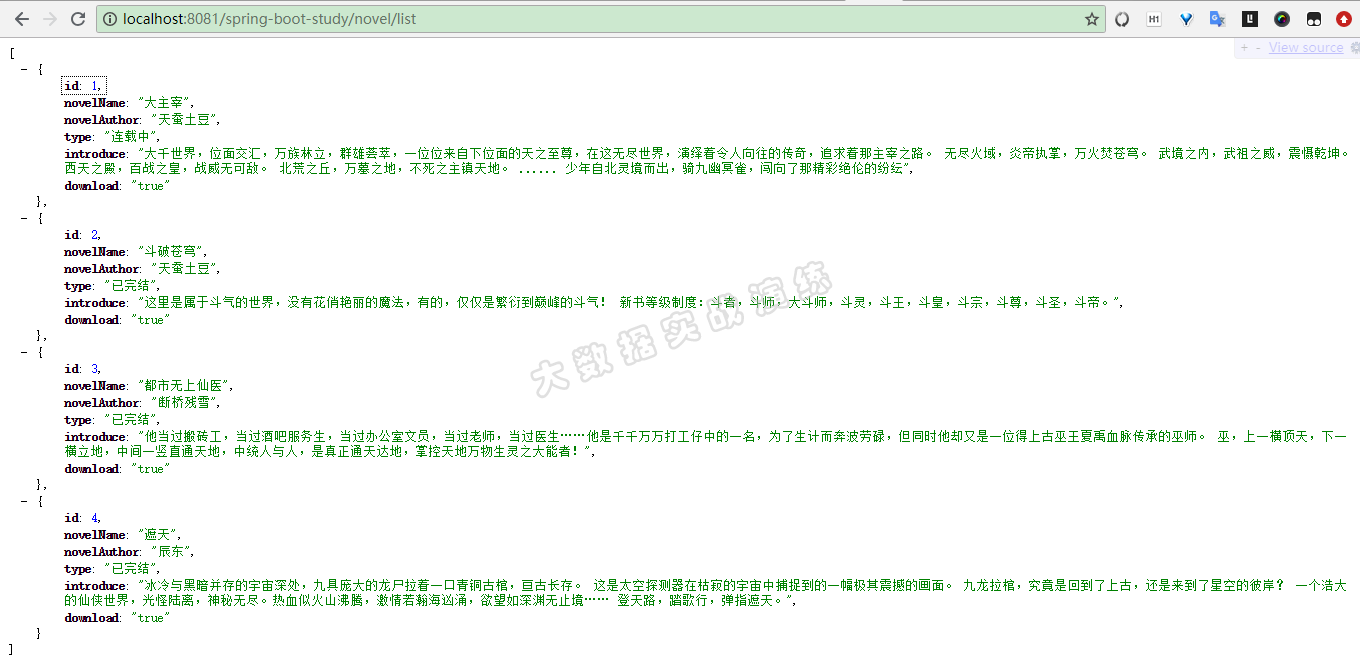 localhost:8081/spring-boot-study/novel/list
+ - View source
[
- {
id: 1,
novelName: "大主宰",
novelAuthor: "天蚕土豆",
type: "连载中",
introduce: "大千世界，位面交汇，万族林立，群雄荟萃，一位位来自下位面的天之至尊，在这无尽世界，演绎着令人向往的传奇，追求着那主宰之路。 无尽火域，炎帝执掌，万火焚苍穹。 武境之内，武祖之威，震慑乾坤。
西天之殿，百战之皇，战威无可敌。 北荒之丘，万墓之地，不死之主镇天地。 ...... 少年自北灵境而出，骑九幽冥雀，闯向了那精彩绝伦的纷纭",
download: "true"
},
- {
id: 2,
novelName: "斗破苍穹",
novelAuthor: "天蚕土豆",
type: "已完结",
introduce: "这里是属于斗气的世界，没有花俏艳丽的魔法，有的，仅仅是繁衍到巅峰的斗气！ 新书等级制度：斗者，斗师，大斗师，斗灵，斗王，斗皇，斗宗，斗尊，斗圣，斗帝。",
download: "true"
},
- {
id: 3,
novelName: "都市无上仙医",
novelAuthor: "断桥残雪",
type: "已完结",
introduce: "他当过搬砖工，当过酒吧服务生，当过办公室文员，当过老师，当过医生……他是千千万万打工仔中的一名，为了生计而奔波劳碌，但同时他却又是一位得上古巫王夏禹血脉传承的巫师。 巫，上一横顶天，下一
横立地，中间一竖直通天地，中统人与人，是真正通天达地，掌控天地万物生灵之大能者！",
download: "true"
},
- {
id: 4,
novelName: "遮天",
novelAuthor: "辰东",
type: "已完结",
introduce: "冰冷与黑暗并存的宇宙深处，九具庞大的龙尸拉着一口青铜古棺，亘古长存。 这是太空探测器在枯寂的宇宙中捕捉到的一幅极其震撼的画面。 九龙拉棺，究竟是回到了上古，还是来到了星空的彼岸？ 一个浩大
的仙侠世界，光怪陆离，神秘无尽。热血似火山沸腾，激情若瀚海汹涌，欲望如深渊无止境…… 登天路，踏歌行，弹指遮天。",
download: "true"
}
]
大数据实战演练